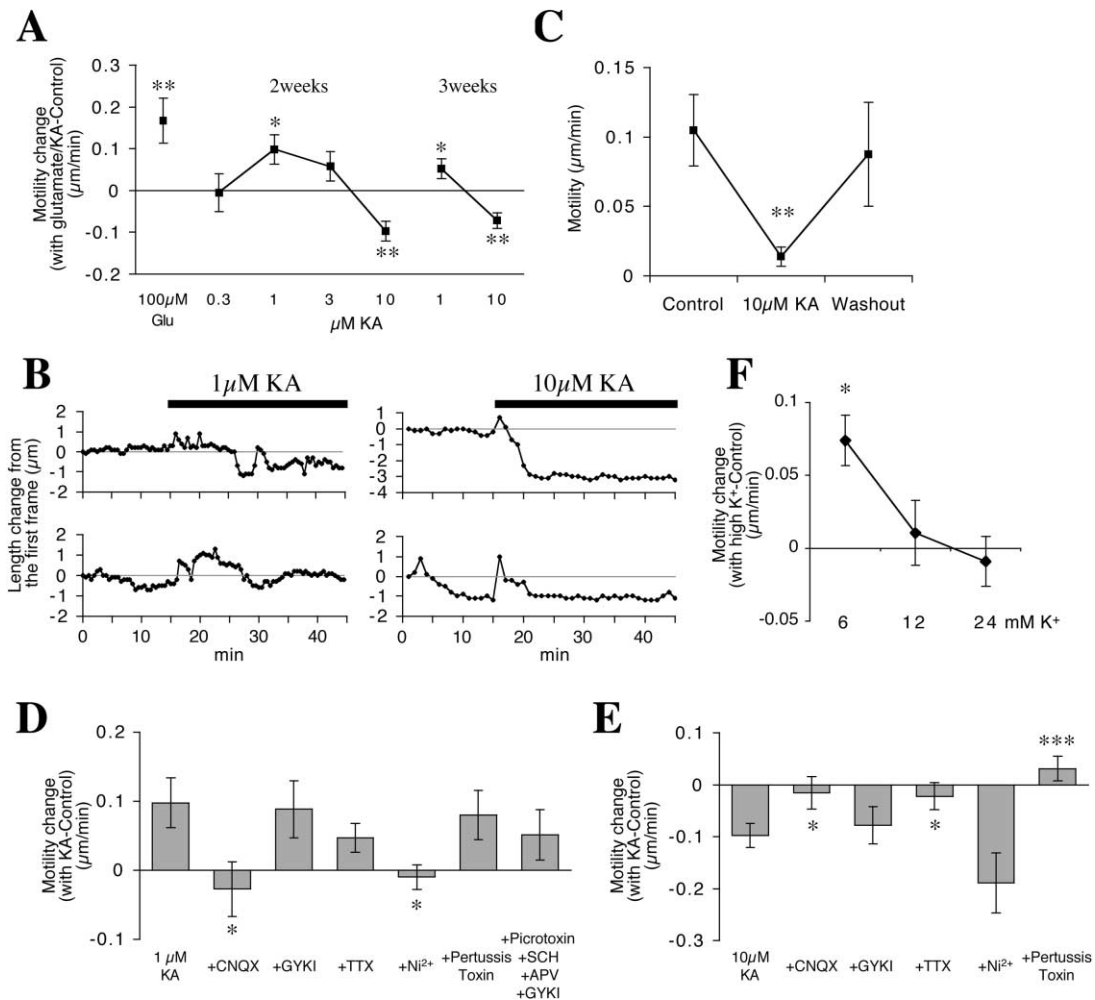 A
Motility change
(with glutamate/KA-Control)
(µm/min)
0.3
0.2
0.1
0
-0.1
-0.2
2weeks
3weeks
**
*
**
*
**
100µM
Glu
0.3
1
3
10
1
10
µM KA
C
Motility (µm/min)
0.15
0.1
0.05
0
**
Control
10µM KA
Washout
B
Length change from
the first frame (µm)
1µM KA
2
1
0
-1
-2
2
1
0
-1
-2
0
10
20
30
40
min
10µM KA
2
1
0
-1
-2
-3
-4
2
1
0
-1
-2
0
10
20
30
40
min
F
Motility change
(with high K⁺-Control)
(µm/min)
0.1
0.05
0
-0.05
*
6
12
24 mM K⁺
D
Motility change
(with KA-Control)
(µm/min)
0.2
0.1
0
-0.1
*
*
1 µM
KA
+CNQX
+GYKI
+TTX
+Ni²⁺
+Pertussis
Toxin
+Picrotoxin
+SCH
+APV
+GYKI
E
Motility change
(with KA-Control)
(µm/min)
0.1
0
-0.1
-0.2
-0.3
*
*
***
10µM
KA
+CNQX
+GYKI
+TTX
+Ni²⁺
+Pertussis
Toxin